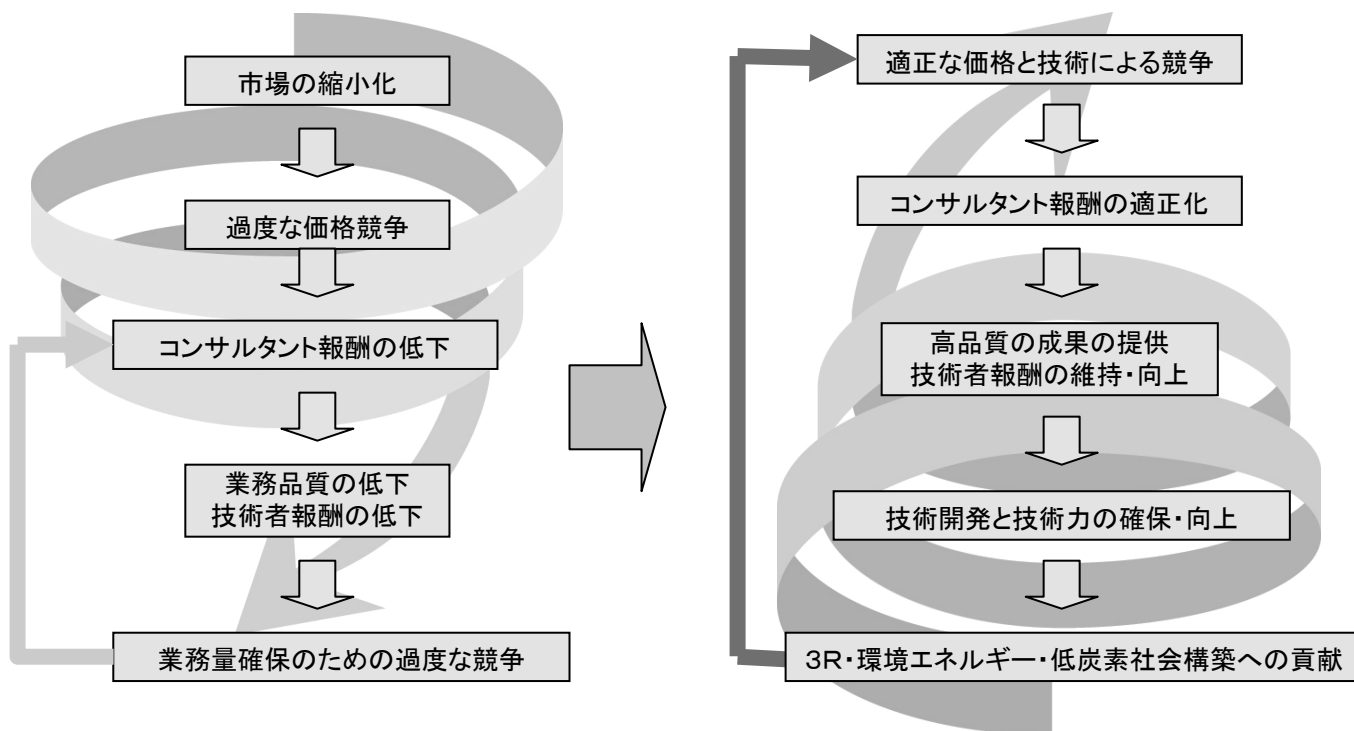 市場の縮小化
過度な価格競争
コンサルタント報酬の低下
業務品質の低下
技術者報酬の低下
業務量確保のための過度な競争
適正な価格と技術による競争
コンサルタント報酬の適正化
高品質の成果の提供
技術者報酬の維持・向上
技術開発と技術力の確保・向上
３Ｒ・環境エネルギー・低炭素社会構築への貢献